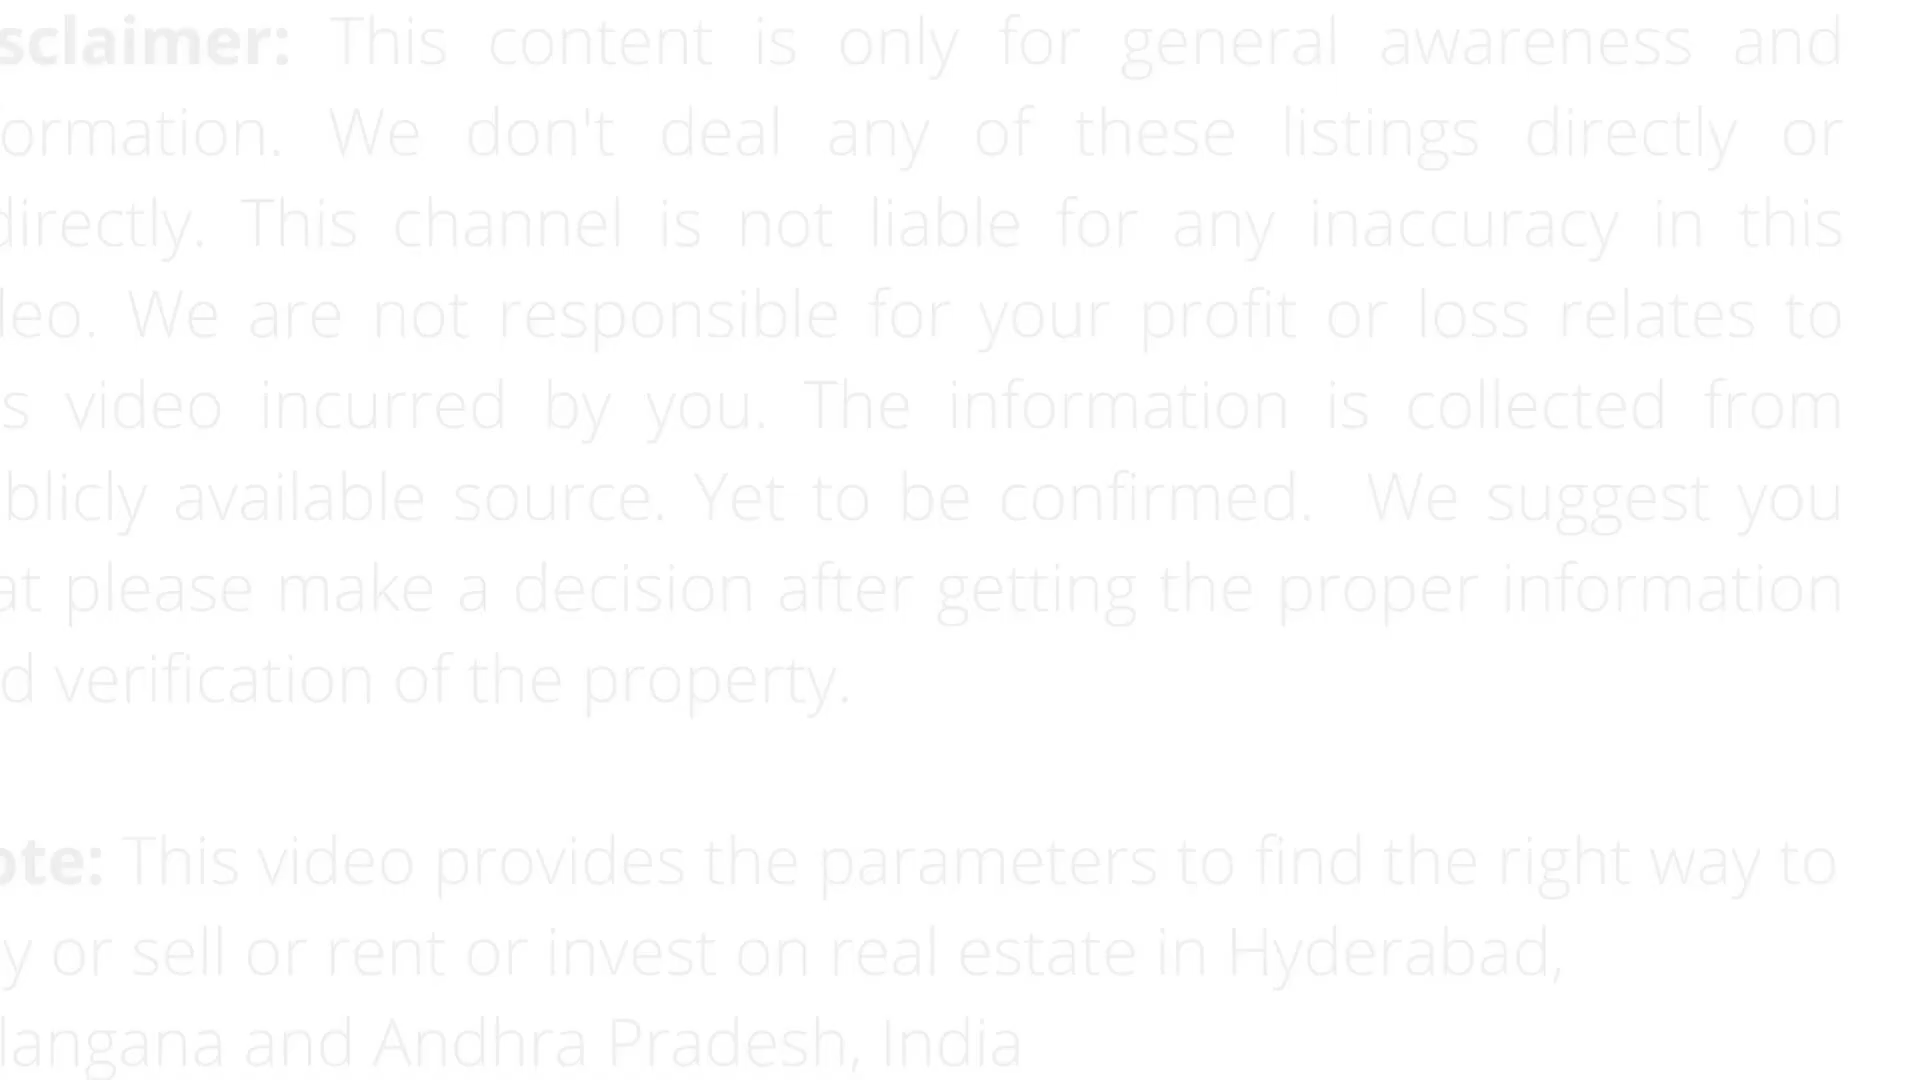 sclaimer: This content is only for general awareness and
ormation. We don't deal any of these listings directly or
directly. This channel is not liable for any inaccuracy in this
leo. We are not responsible for your profit or loss relates to
s video incurred by you. The information is collected from
blicly available source. Yet to be confirmed. We suggest you
at please make a decision after getting the proper information
d verification of the property.
ote: This video provides the parameters to find the right way to
y or sell or rent or invest on real estate in Hyderabad,
langana and Andhra Pradesh, India